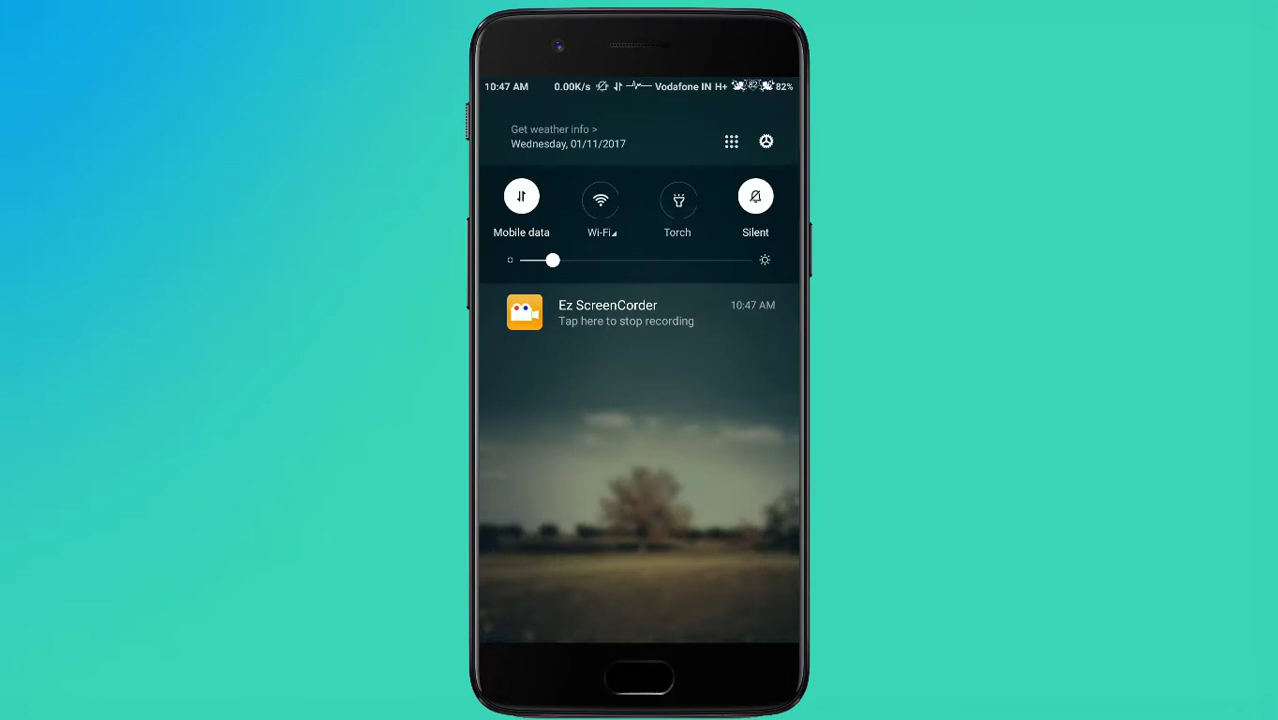 10:47 AM 0.00K/s Vodafone IN H+ 82%
Get weather info >
Wednesday, 01/11/2017
Mobile data Wi-Fi Torch Silent
Ez ScreenCorder 10:47 AM
Tap here to stop recording